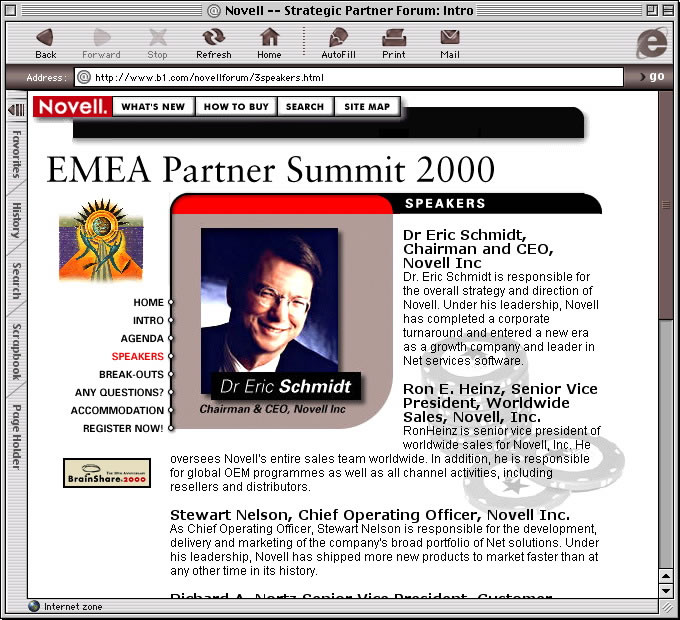 Novell -- Strategic Partner Forum: Intro
Back Forward Stop Refresh Home AutoFill Print Mail
Address: http://www.b1.com/novellforum/3speakers.html go
Novell. WHAT'S NEW HOW TO BUY SEARCH SITE MAP
EMEA Partner Summit 2000
Favorites
History
Search
Scrapbook
Page Holder
HOME
INTRO
AGENDA
SPEAKERS
BREAK-OUTS
ANY QUESTIONS?
ACCOMMODATION
REGISTER NOW!
BrainShare 2000
Dr Eric Schmidt
Chairman & CEO, Novell Inc
SPEAKERS
Dr Eric Schmidt,
Chairman and CEO,
Novell Inc
Dr. Eric Schmidt is responsible for
the overall strategy and direction of
Novell. Under his leadership, Novell
has completed a corporate
turnaround and entered a new era
as a growth company and leader in
Net services software.
Ron E. Heinz, Senior Vice
President, Worldwide
Sales, Novell, Inc.
RonHeinz is senior vice president of
worldwide sales for Novell, Inc. He
oversees Novell's entire sales team worldwide. In addition, he is responsible
for global OEM programmes as well as all channel activities, including
resellers and distributors.
Stewart Nelson, Chief Operating Officer, Novell Inc.
As Chief Operating Officer, Stewart Nelson is responsible for the development,
delivery and marketing of the company's broad portfolio of Net solutions. Under
his leadership, Novell has shipped more new products to market faster than at
any other time in its history.
Richard A. Nortz Senior Vice President, Customer
Internet zone